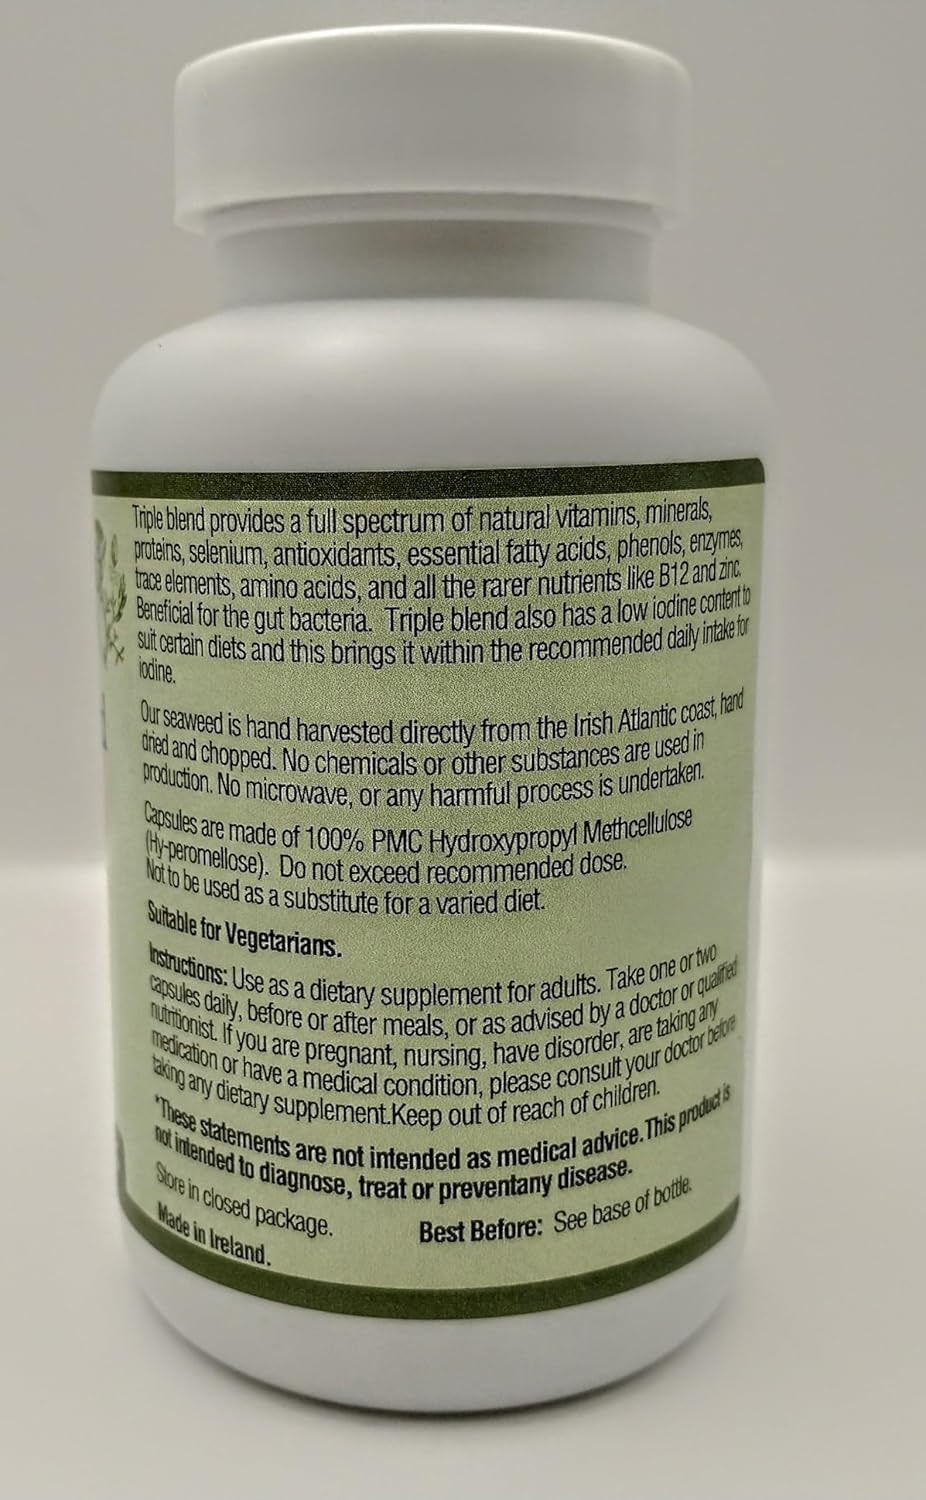 Triple blend provides a full spectrum of natural vitamins, minerals,
proteins, selenium, antioxidants, essential fatty acids, phenols, enzymes,
trace elements, amino acids, and all the rarer nutrients like B12 and zinc.
Beneficial for the gut bacteria. Triple blend also has a low iodine content to
suit certain diets and this brings it within the recommended daily intake for
iodine.
Our seaweed is hand harvested directly from the Irish Atlantic coast, hand
dried and chopped. No chemicals or other substances are used in
production. No microwave, or any harmful process is undertaken.
Capsules are made of 100% PMC Hydroxypropyl Methcellulose
(Hy-peromellose). Do not exceed recommended dose.
Not to be used as a substitute for a varied diet.
Suitable for Vegetarians.
Instructions: Use as a dietary supplement for adults. Take one or two
capsules daily, before or after meals, or as advised by a doctor or qualified
nutritionist. If you are pregnant, nursing, have disorder, are taking any
medication or have a medical condition, please consult your doctor before
taking any dietary supplement.Keep out of reach of children.
*These statements are not intended as medical advice.This product is
not intended to diagnose, treat or preventany disease.
Store in closed package.
Best Before: See base of bottle.
Made in Ireland.